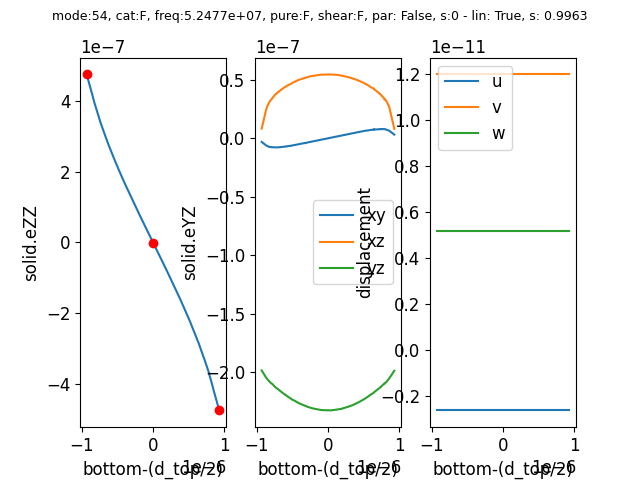 mode:54, cat:F, freq:5.2477e+07, pure:F, shear:F, par: False, s:0 - lin: True, s: 0.9963
1e−7
4
2
0
−2
−4
solid.eZZ
−1
0
1
1e−6
bottom-(d_top/2)
1e−7
0.5
0.0
−0.5
−1.0
−1.5
−2.0
solid.eYZ
xy
xz
yz
−1
0
1
1e−6
bottom-(d_top/2)
1e−11
1.2
1.0
0.8
0.6
0.4
0.2
0.0
−0.2
displacement
u
v
w
−1
0
1
1e−6
bottom-(d_top/2)